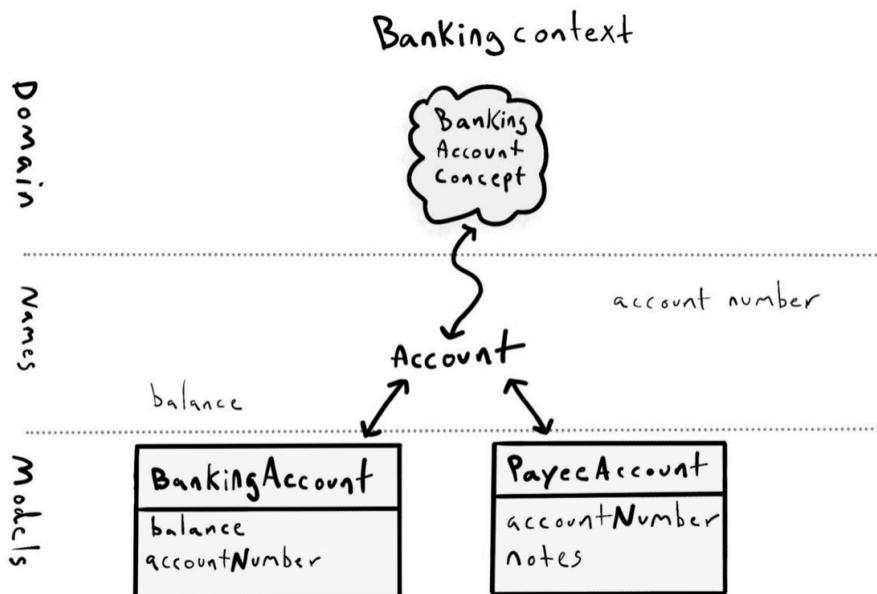 Banking context
Domain
Banking
Account
Concept
Names
account number
Account
balance
Models
BankingAccount
balance
accountNumber
PayeeAccount
accountNumber
notes